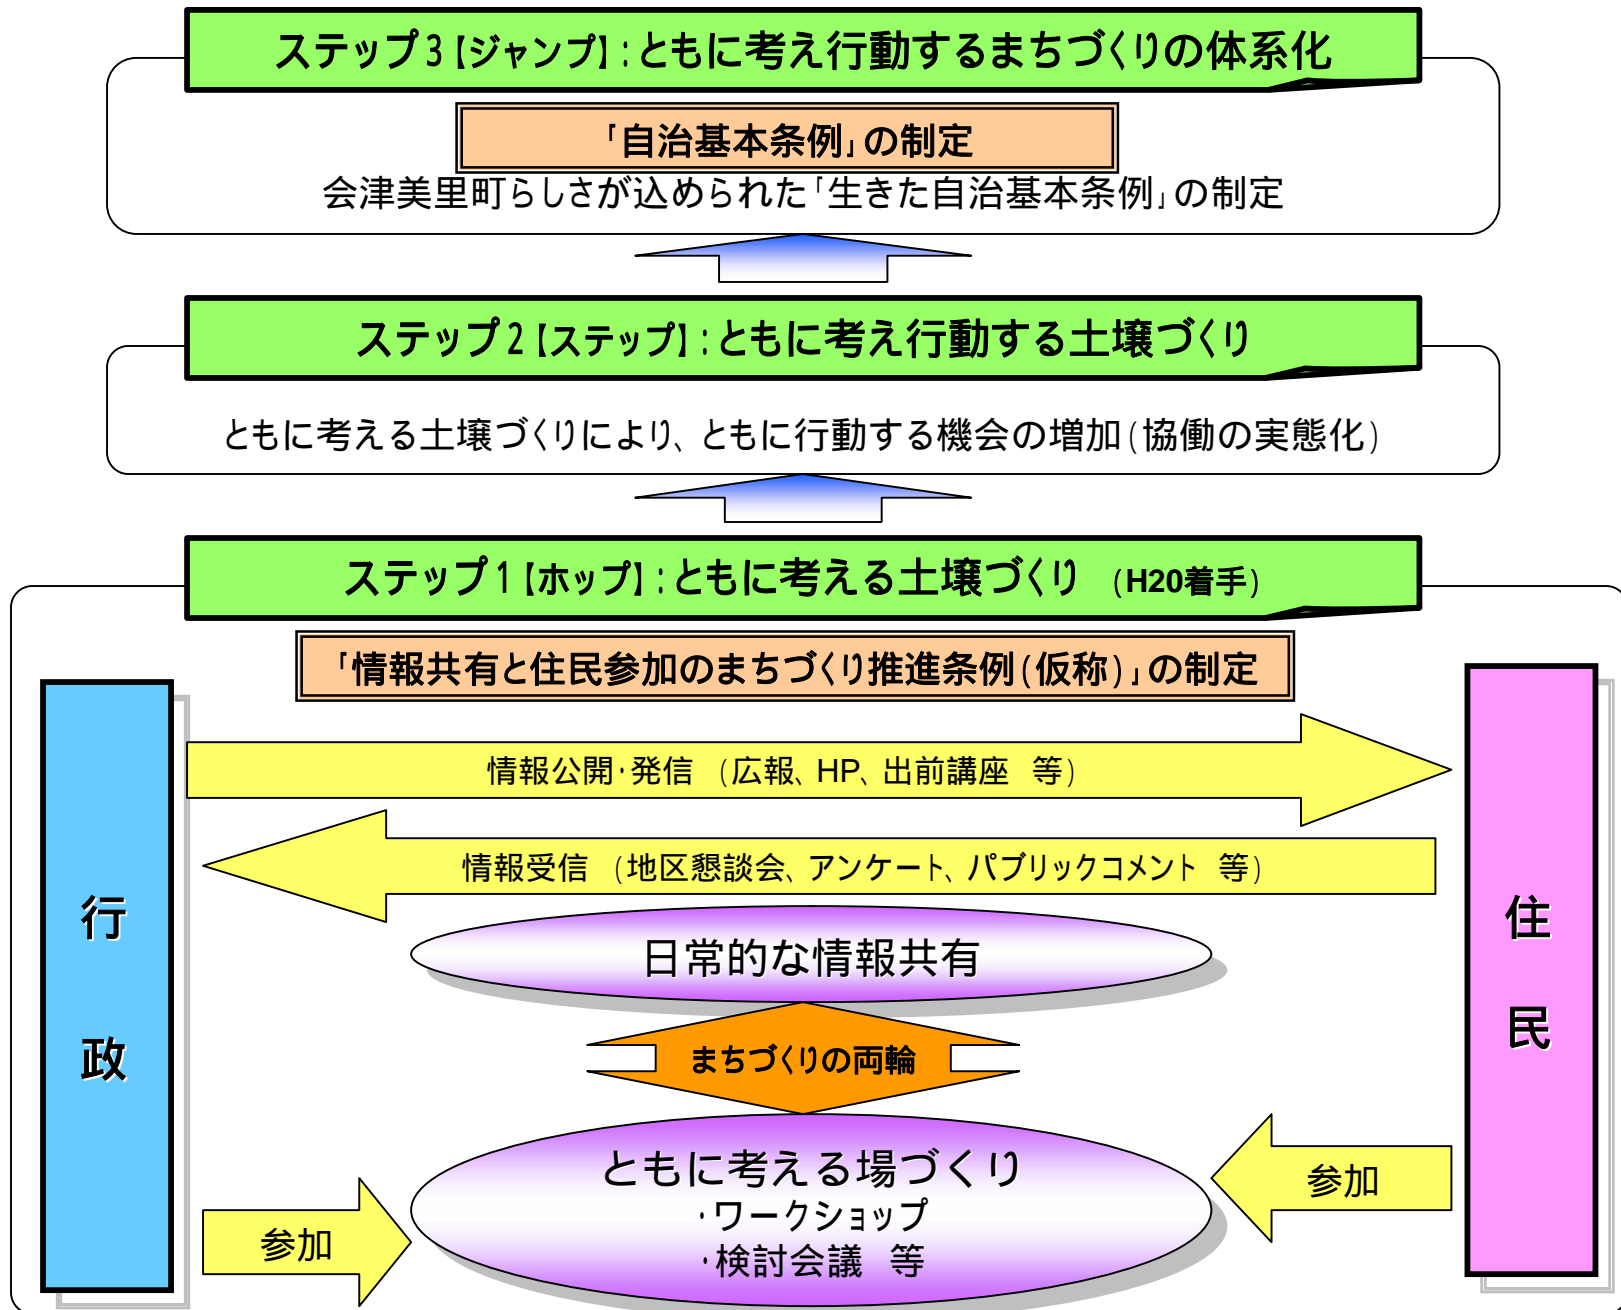 ステップ3【ジャンプ】:ともに考え行動するまちづくりの体系化
「自治基本条例」の制定
会津美里町らしさが込められた「生きた自治基本条例」の制定
ステップ2【ステップ】:ともに考え行動する土壌づくり
ともに考える土壌づくりにより、ともに行動する機会の増加(協働の実態化)
ステップ1【ホップ】:ともに考える土壌づくり (H20着手)
「情報共有と住民参加のまちづくり推進条例(仮称)」の制定
情報公開・発信 (広報、HP、出前講座 等)
情報受信 (地区懇談会、アンケート、パブリックコメント 等)
行政
住民
日常的な情報共有
まちづくりの両輪
ともに考える場づくり
・ワークショップ
・検討会議 等
参加
参加